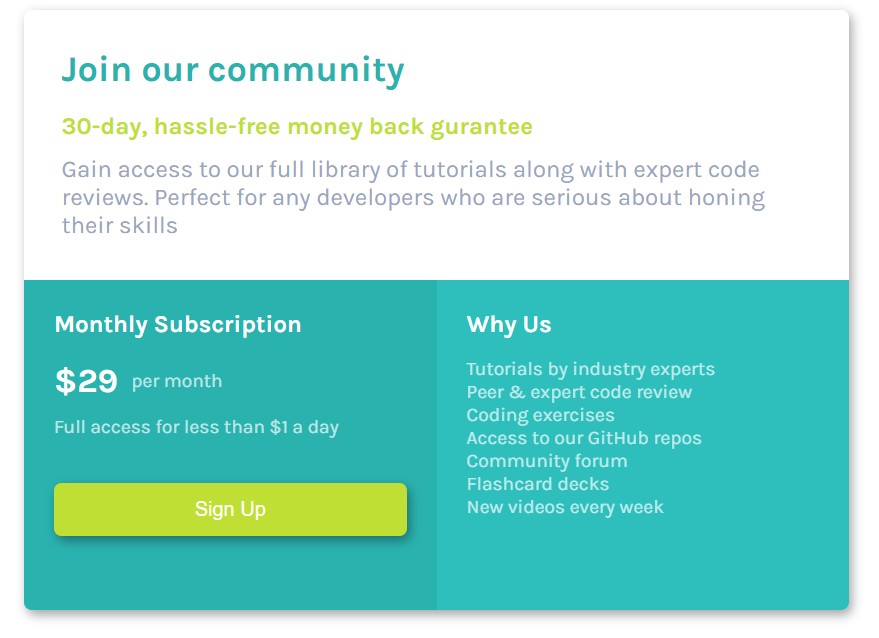 Join our community
30-day, hassle-free money back gurantee
Gain access to our full library of tutorials along with expert code
reviews. Perfect for any developers who are serious about honing
their skills
Monthly Subscription
$29 per month
Full access for less than $1 a day
Sign Up
Why Us
Tutorials by industry experts
Peer & expert code review
Coding exercises
Access to our GitHub repos
Community forum
Flashcard decks
New videos every week